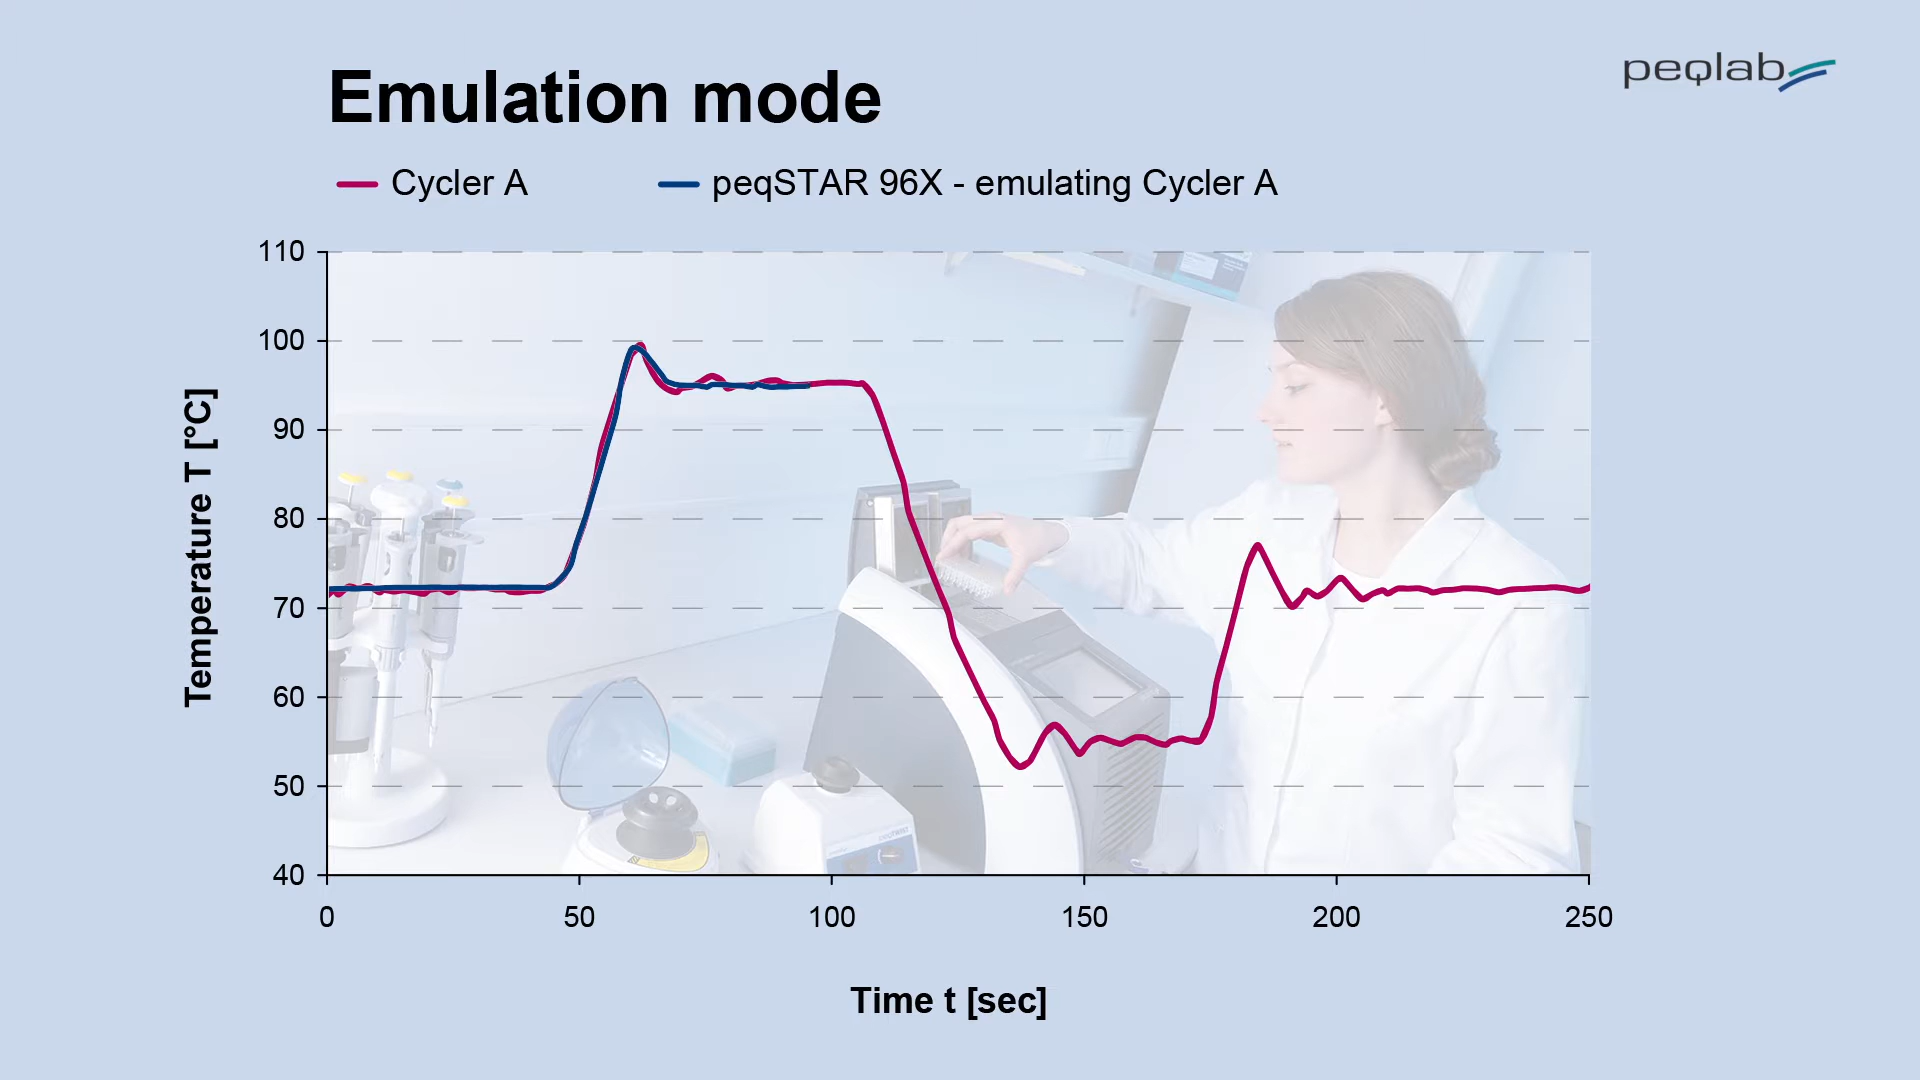 Emulation mode
peqlab
Cycler A
peqSTAR 96X - emulating Cycler A
110
100
90
80
70
60
50
40
Temperature T [°C]
0 50 100 150 200 250
Time t [sec]